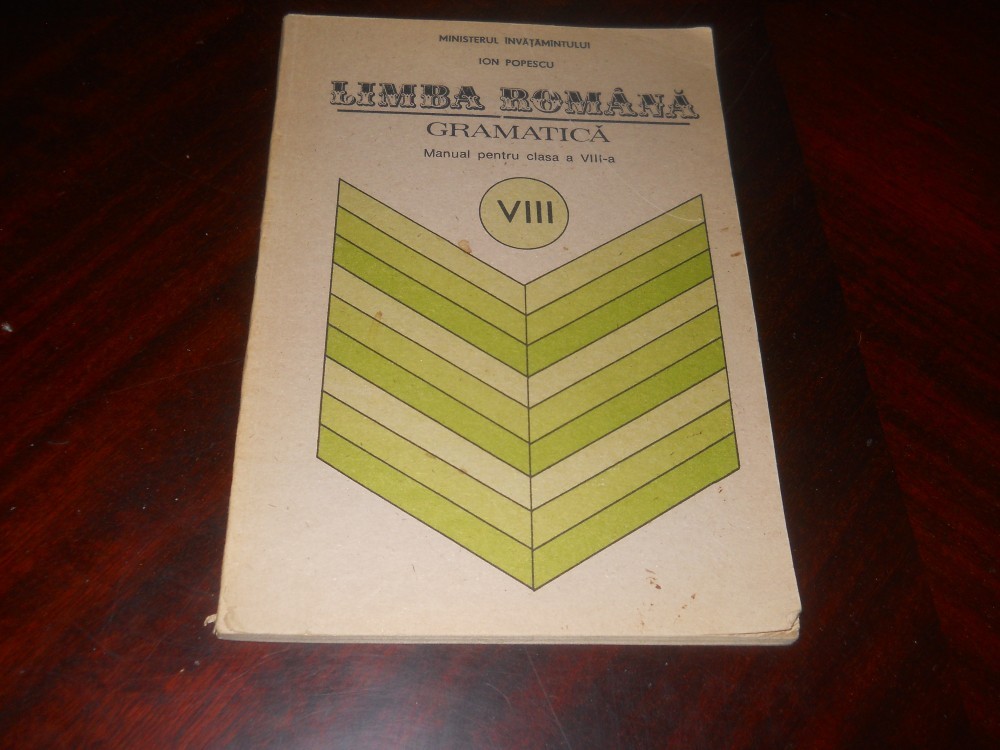 MINISTERUL ÎNVĂȚĂMÎNTULUI
ION POPESCU
LIMBA ROMÂNĂ
GRAMATICĂ
Manual pentru clasa a VIII-a
VIII